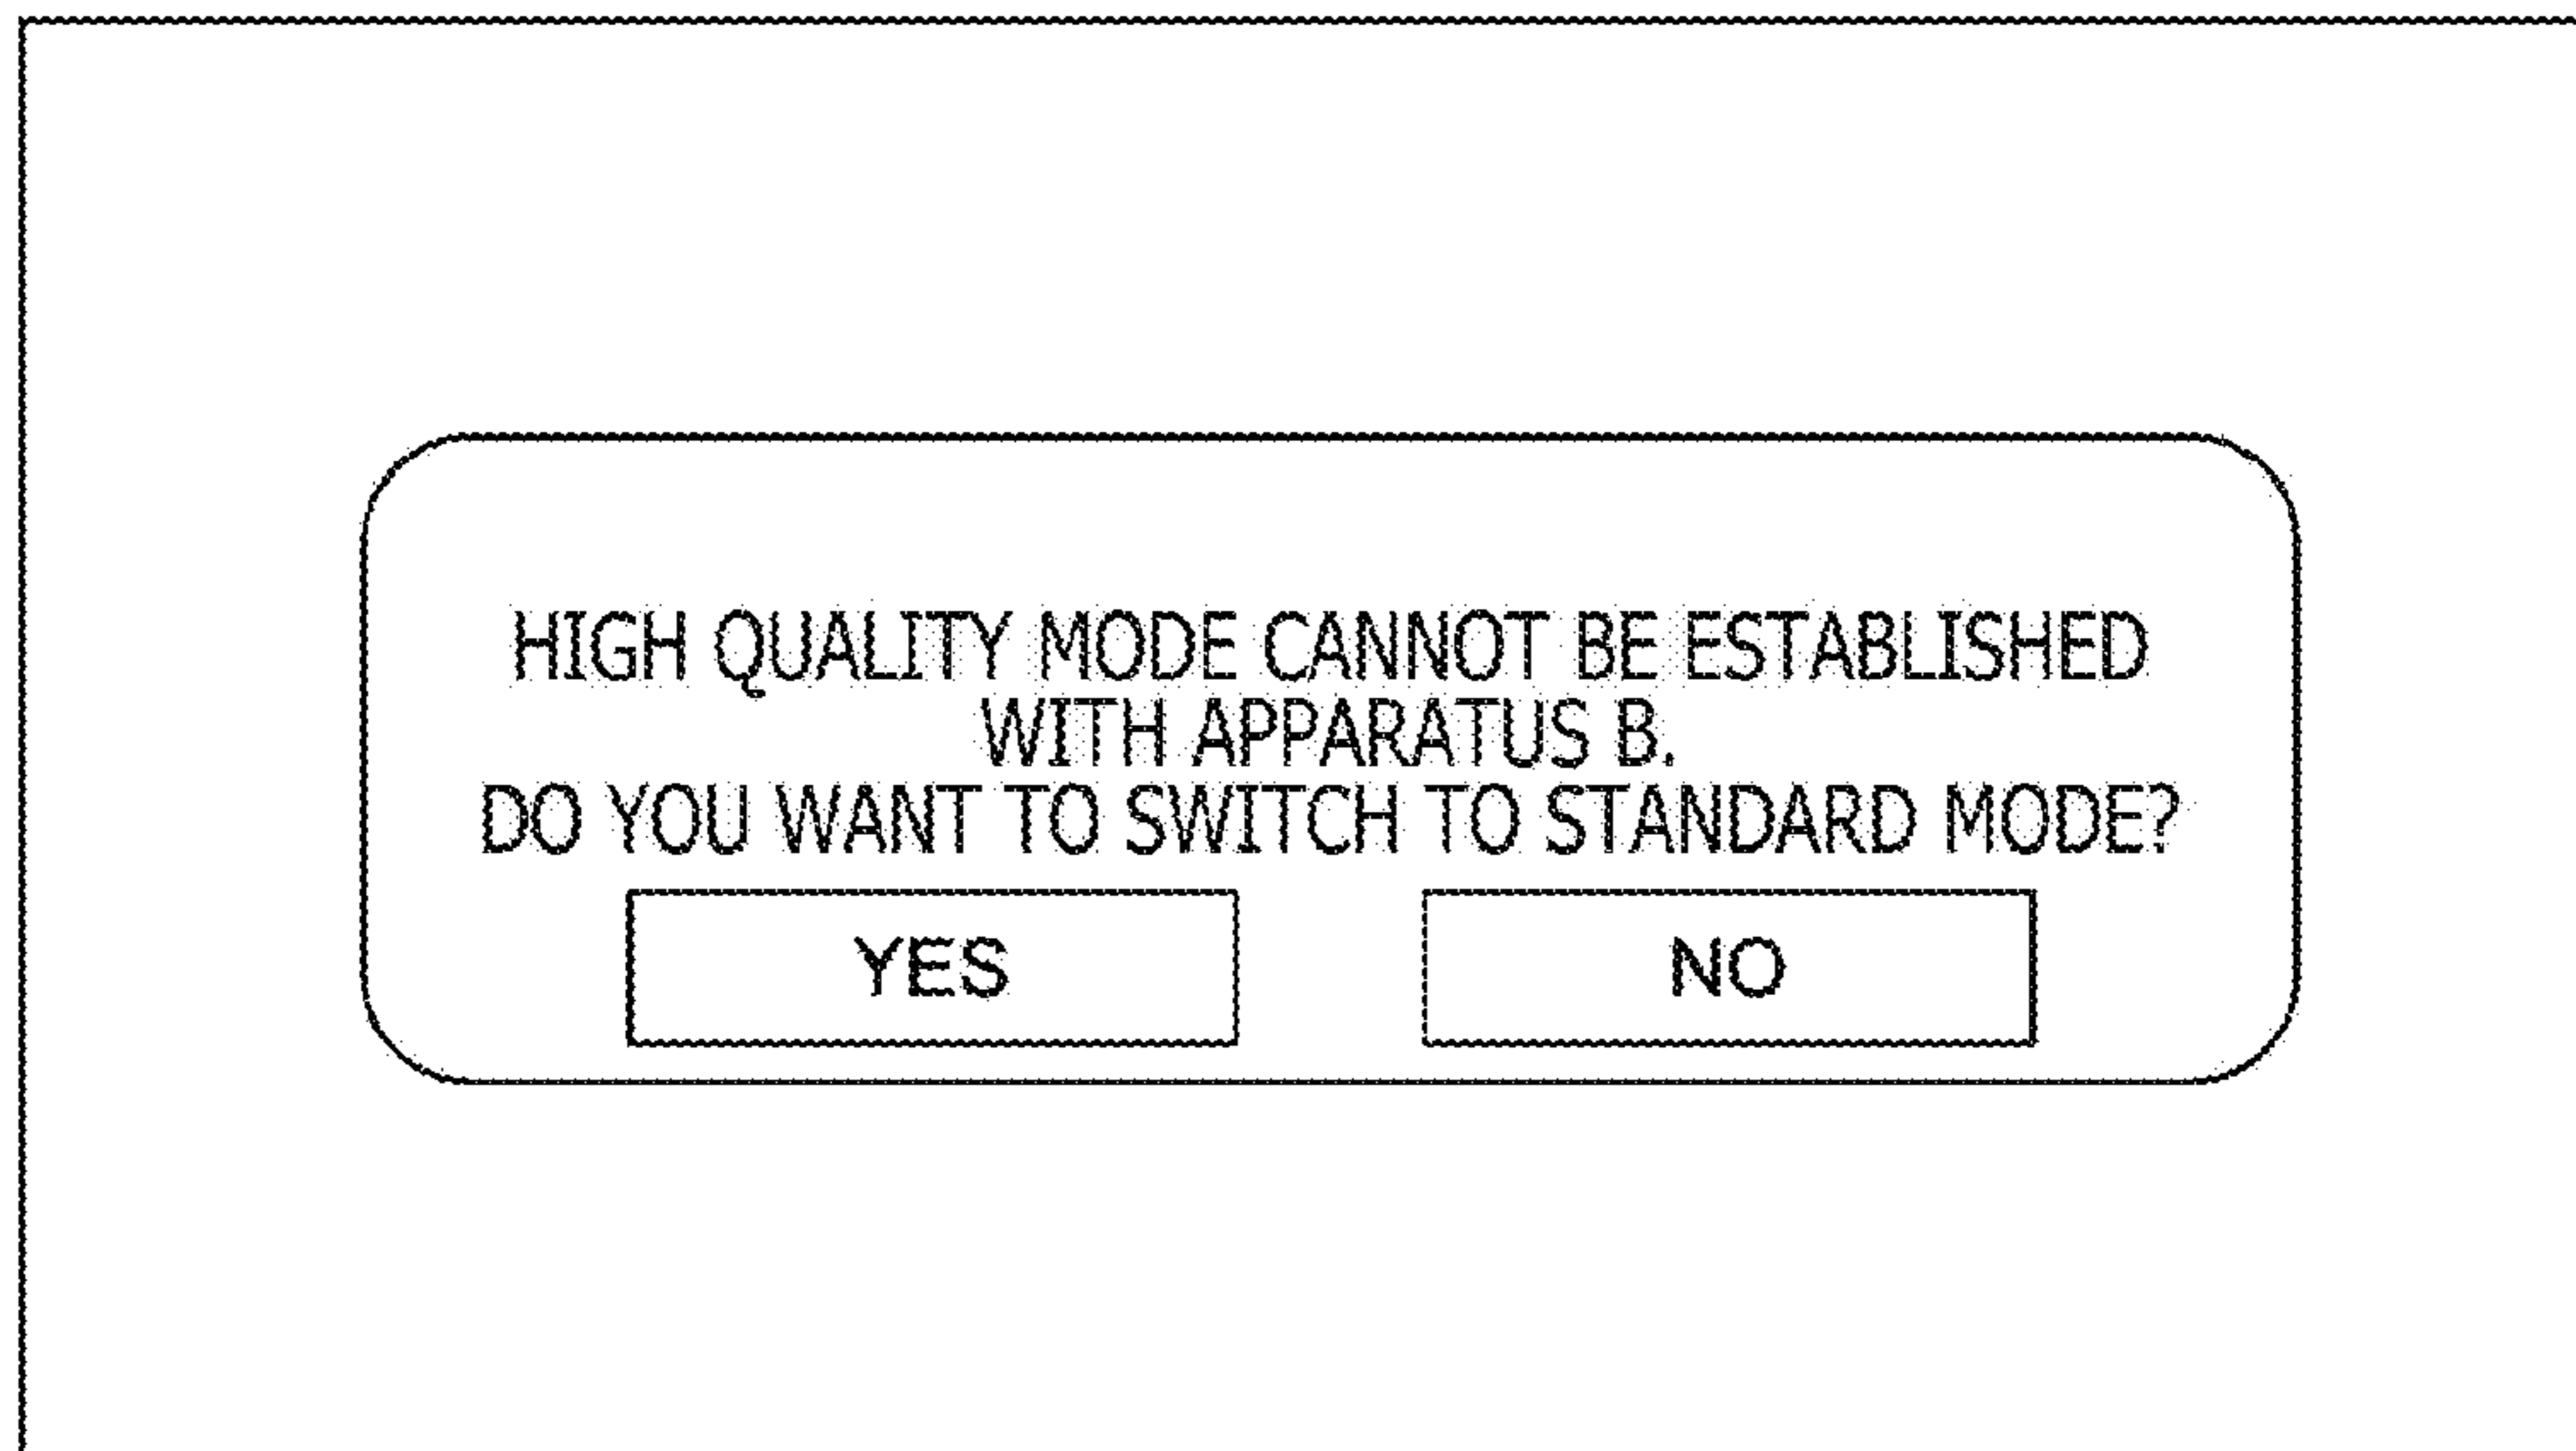 HIGH QUALITY MODE CANNOT BE ESTABLISHED
WITH APPARATUS B.
DO YOU WANT TO SWITCH TO STANDARD MODE?
YES
NO